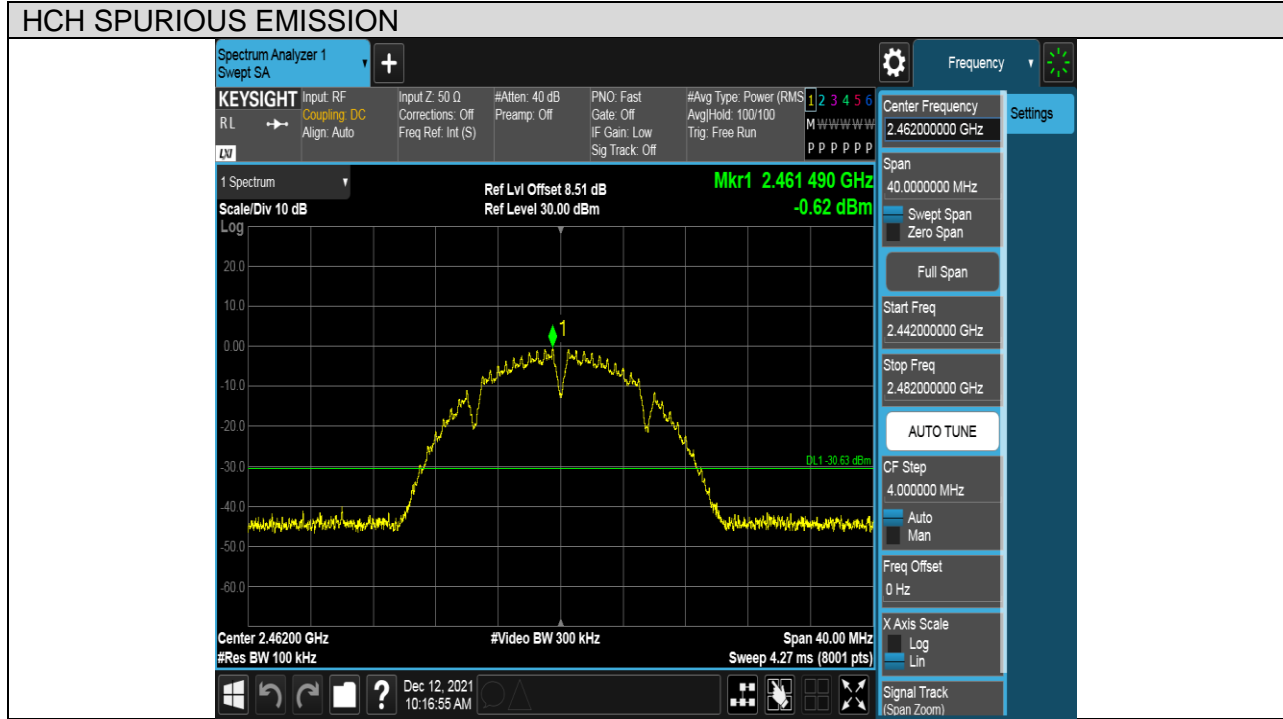 HCH SPURIOUS EMISSION
Spectrum Analyzer 1
Swept SA
+
Frequency
KEYSIGHT
RL
LXI
Input: RF
Coupling: DC
Align: Auto
Input Z: 50 Ω
Corrections: Off
Freq Ref: Int (S)
#Atten: 40 dB
Preamp: Off
PNO: Fast
Gate: Off
IF Gain: Low
Sig Track: Off
#Avg Type: Power (RMS
Avg|Hold: 100/100
Trig: Free Run
1 2 3 4 5 6
M W W W W W
P P P P P P
1 Spectrum
Scale/Div 10 dB
Log
Ref Lvl Offset 8.51 dB
Ref Level 30.00 dBm
Mkr1 2.461 490 GHz
-0.62 dBm
20.0
10.0
0.00
-10.0
-20.0
-30.0
-40.0
-50.0
-60.0
1
DL1 -30.63 dBm
Center 2.46200 GHz
#Res BW 100 kHz
#Video BW 300 kHz
Span 40.00 MHz
Sweep 4.27 ms (8001 pts)
?
Dec 12, 2021
10:16:55 AM
Center Frequency
2.462000000 GHz
Settings
Span
40.0000000 MHz
Swept Span
Zero Span
Full Span
Start Freq
2.442000000 GHz
Stop Freq
2.482000000 GHz
AUTO TUNE
CF Step
4.000000 MHz
Auto
Man
Freq Offset
0 Hz
X Axis Scale
Log
Lin
Signal Track
(Span Zoom)